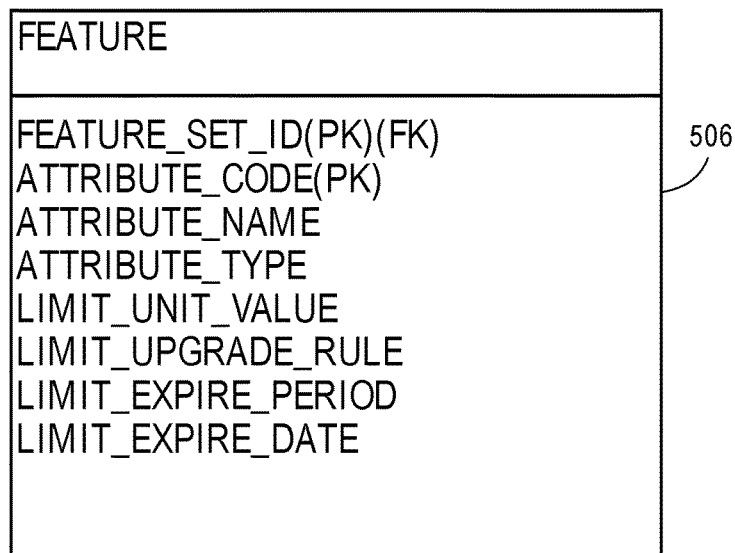 FEATURE
FEATURE_SET_ID(PK)(FK)
506
ATTRIBUTE_CODE(PK)
ATTRIBUTE_NAME
ATTRIBUTE_TYPE
LIMIT_UNIT_VALUE
LIMIT_UPGRADE_RULE
LIMIT_EXPIRE_PERIOD
LIMIT_EXPIRE_DATE